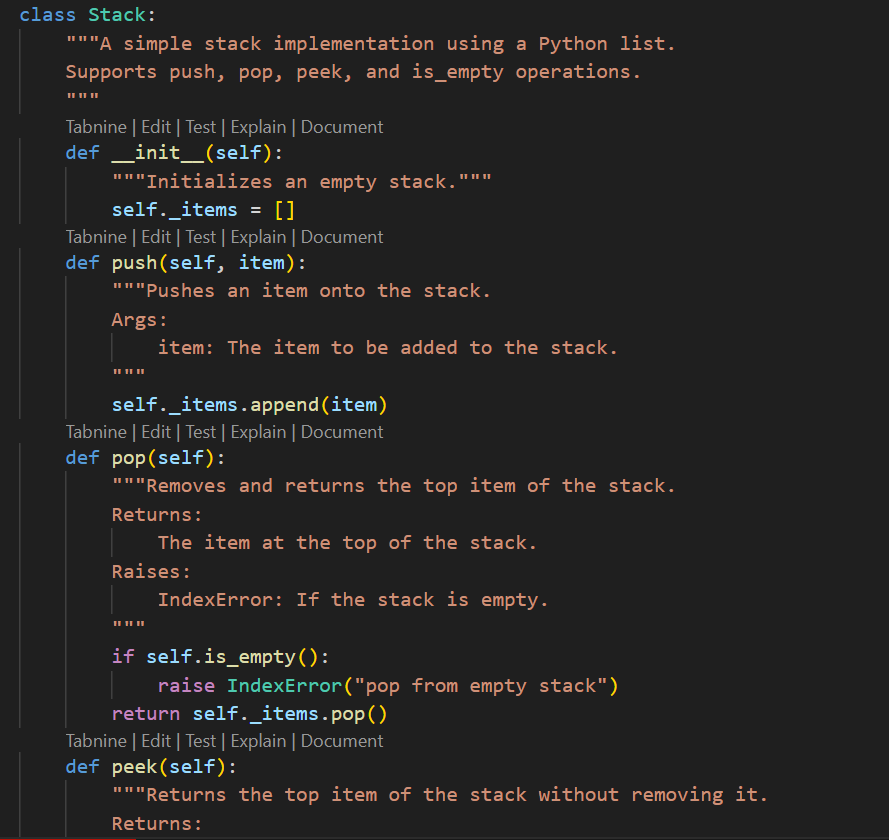 class Stack:
    """A simple stack implementation using a Python list.
    Supports push, pop, peek, and is_empty operations.
    """
    Tabnine | Edit | Test | Explain | Document
    def __init__(self):
        """Initializes an empty stack."""
        self._items = []
    Tabnine | Edit | Test | Explain | Document
    def push(self, item):
        """Pushes an item onto the stack.
        Args:
            item: The item to be added to the stack.
        """
        self._items.append(item)
    Tabnine | Edit | Test | Explain | Document
    def pop(self):
        """Removes and returns the top item of the stack.
        Returns:
            The item at the top of the stack.
        Raises:
            IndexError: If the stack is empty.
        """
        if self.is_empty():
            raise IndexError("pop from empty stack")
        return self._items.pop()
    Tabnine | Edit | Test | Explain | Document
    def peek(self):
        """Returns the top item of the stack without removing it.
        Returns: